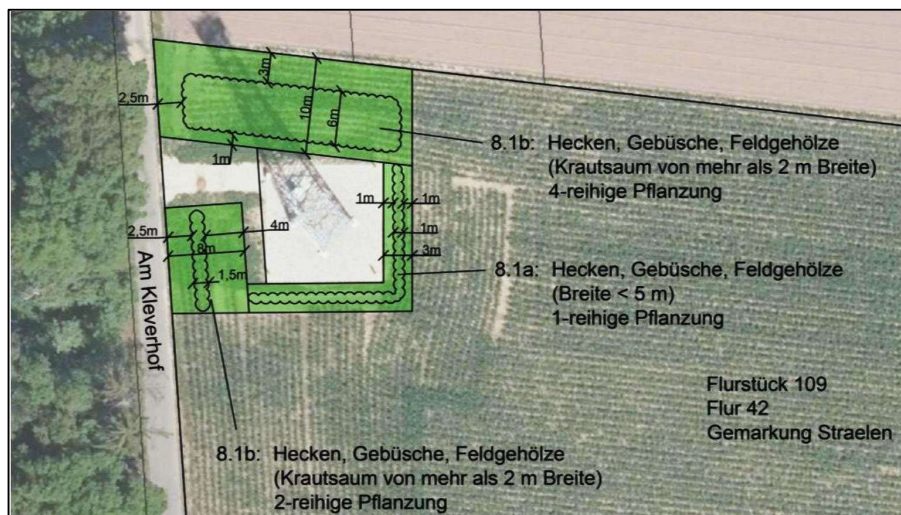 3m
2,5m
10m
6m
1m
8.1b: Hecken, Gebüsche, Feldgehölze
(Krautsaum von mehr als 2 m Breite)
4-reihige Pflanzung
1m
1m
1m
3m
2,5m
4m
8m
1,5m
Am Kleverhof
8.1a: Hecken, Gebüsche, Feldgehölze
(Breite < 5 m)
1-reihige Pflanzung
Flurstück 109
Flur 42
Gemarkung Straelen
8.1b: Hecken, Gebüsche, Feldgehölze
(Krautsaum von mehr als 2 m Breite)
2-reihige Pflanzung